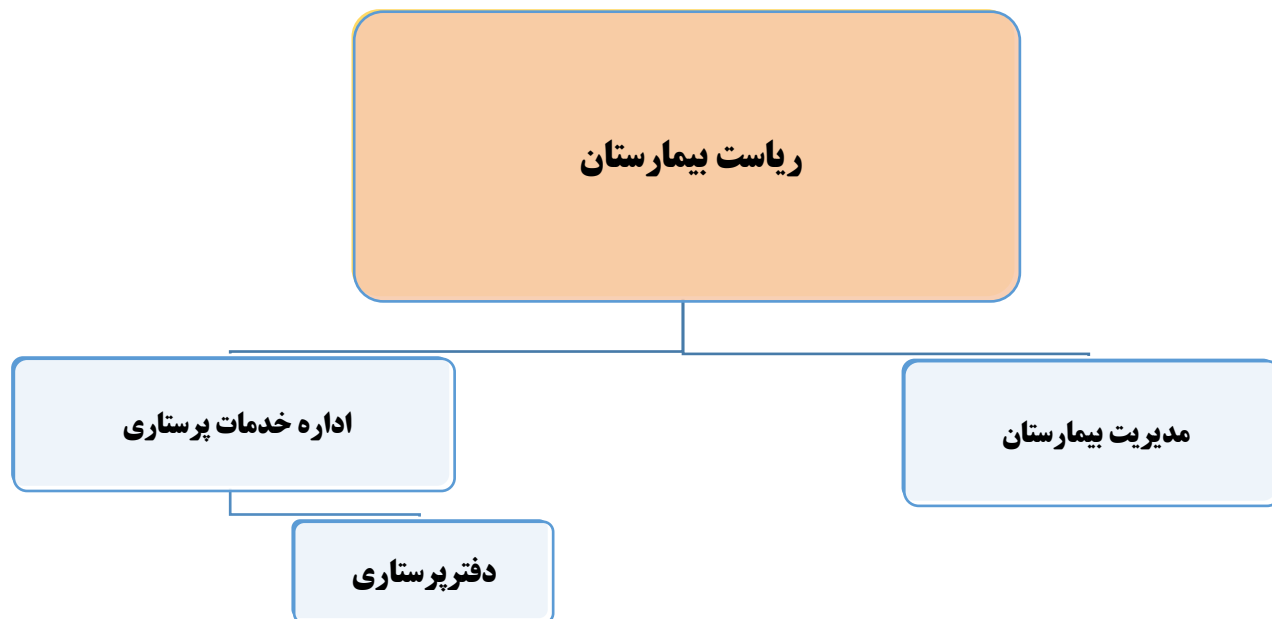 ریاست بیمارستان
مدیریت بیمارستان
اداره خدمات پرستاری
دفترپرستاری